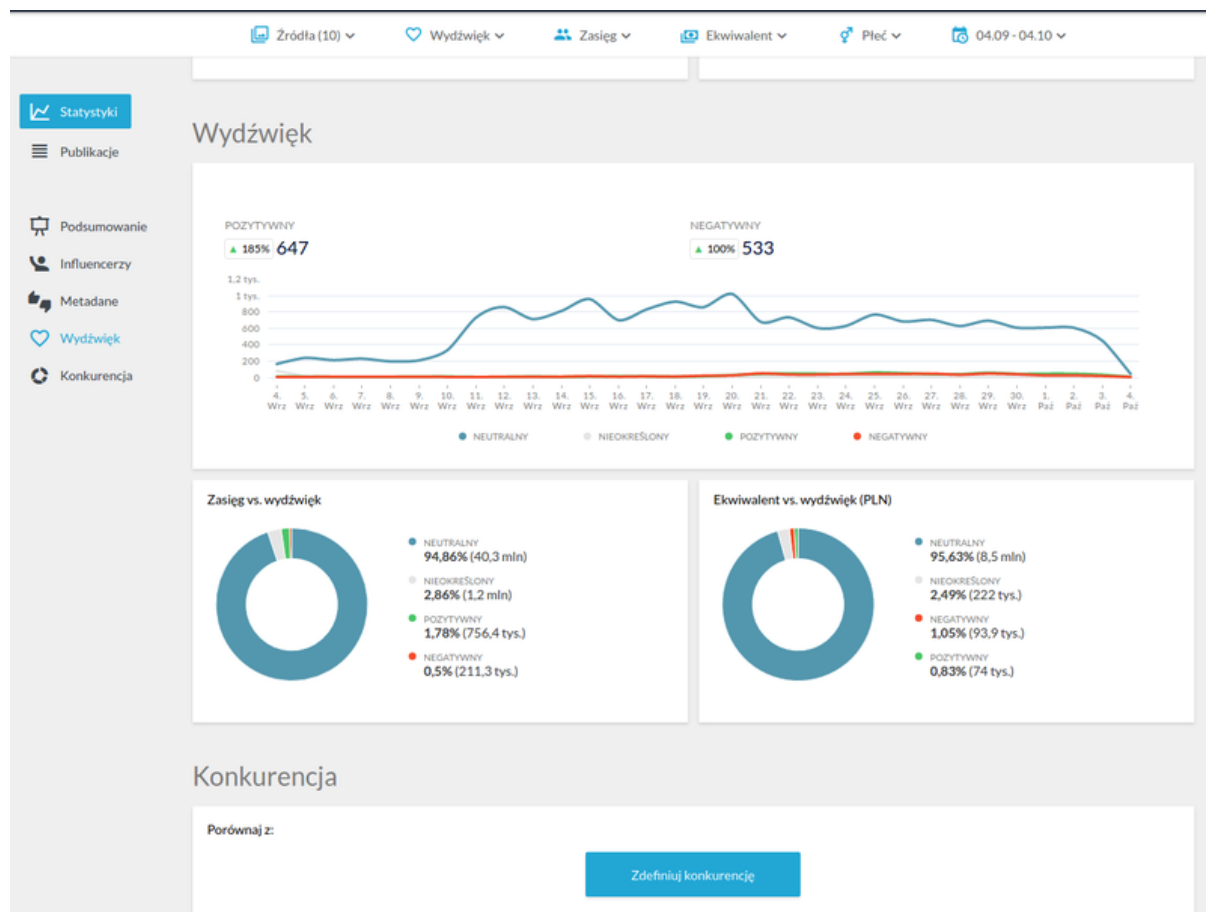 Źródła (10)
Wydźwięk
Zasięg
Ekwiwalent
Płeć
04.09 - 04.10
Statystyki
Publikacje
Podsumowanie
Influencerzy
Metadane
Wydźwięk
Konkurencja
Wydźwięk
POZYTYWNY
185% 647
NEGATYWNY
100% 533
1,2 tys.
1 tys.
800
600
400
200
0
4. Wrz
5. Wrz
6. Wrz
7. Wrz
8. Wrz
9. Wrz
10. Wrz
11. Wrz
12. Wrz
13. Wrz
14. Wrz
15. Wrz
16. Wrz
17. Wrz
18. Wrz
19. Wrz
20. Wrz
21. Wrz
22. Wrz
23. Wrz
24. Wrz
25. Wrz
26. Wrz
27. Wrz
28. Wrz
29. Wrz
30. Wrz
1. Paź
2. Paź
3. Paź
4. Paź
NEUTRALNY
NIEOKREŚLONY
POZYTYWNY
NEGATYWNY
Zasięg vs. wydźwięk
NEUTRALNY
94,86% (40,3 mln)
NIEOKREŚLONY
2,86% (1,2 mln)
POZYTYWNY
1,78% (756,4 tys.)
NEGATYWNY
0,5% (211,3 tys.)
Ekwiwalent vs. wydźwięk (PLN)
NEUTRALNY
95,63% (8,5 mln)
NIEOKREŚLONY
2,49% (222 tys.)
NEGATYWNY
1,05% (93,9 tys.)
POZYTYWNY
0,83% (74 tys.)
Konkurencja
Porównaj z:
Zdefiniuj konkurencję